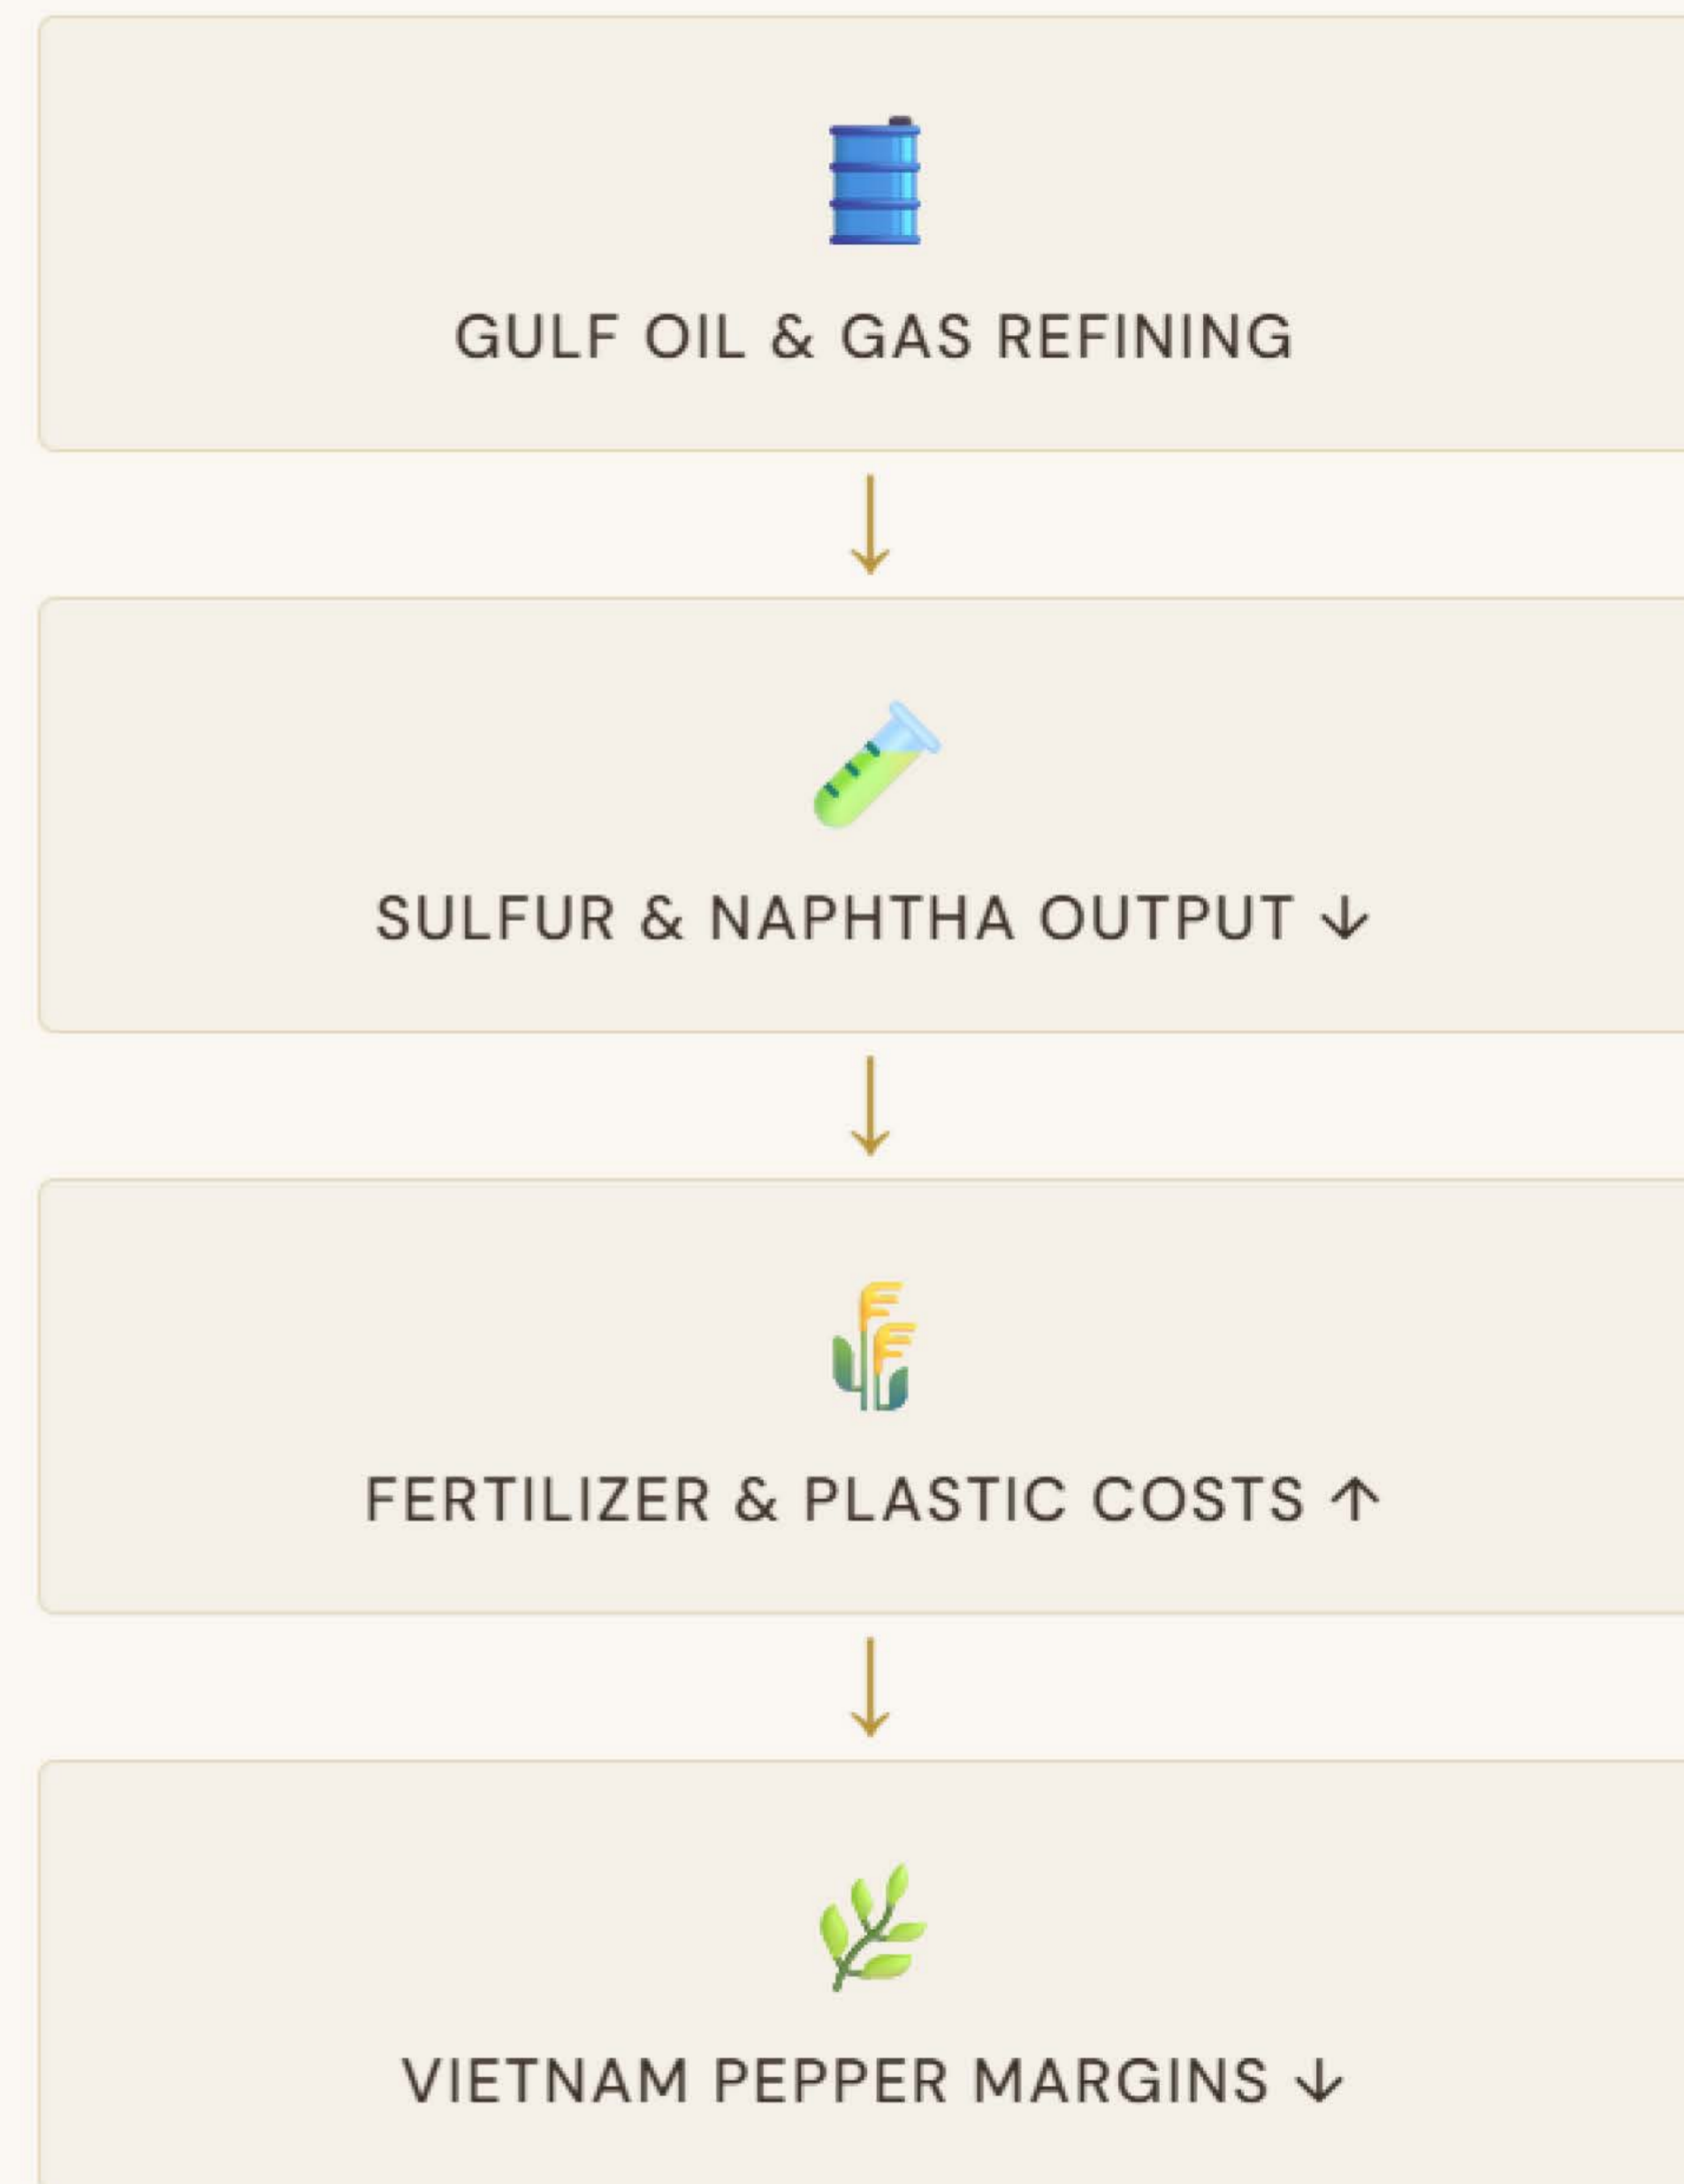 GULF OIL & GAS REFINING
↓
SULFUR & NAPHTHA OUTPUT ↓
↓
FERTILIZER & PLASTIC COSTS ↑
↓
VIETNAM PEPPER MARGINS ↓